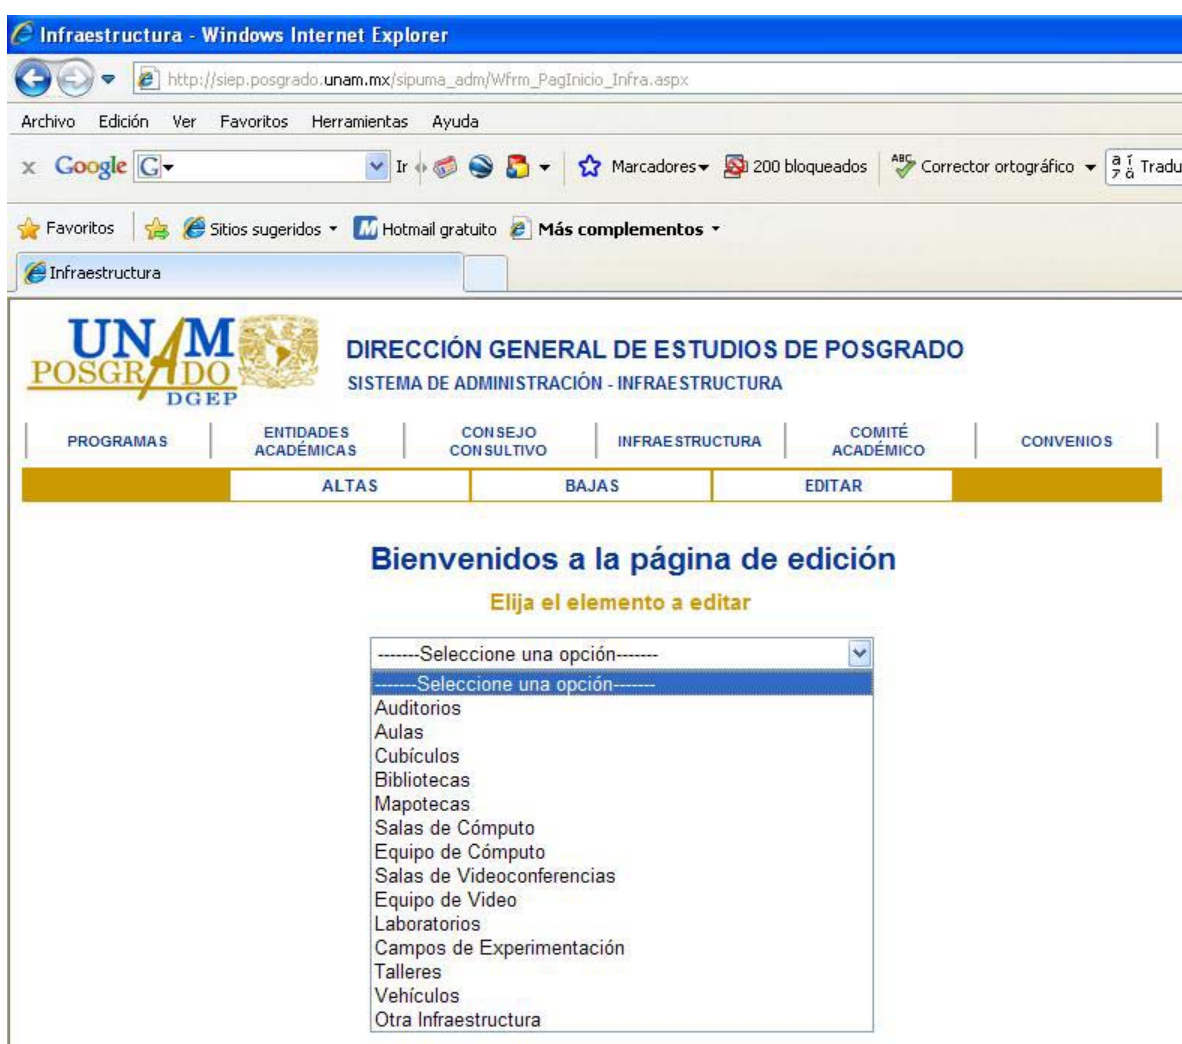 Infraestructura - Windows Internet Explorer
http://siep.posgrado.unam.mx/sipuma_adm/Wfrm_PagInicio_Infra.aspx
Archivo Edición Ver Favoritos Herramientas Ayuda
x Google G Ir Marcadores 200 bloqueados ABC Corrector ortográfico Tradu
Favoritos Sitios sugeridos Hotmail gratuito Más complementos
Infraestructura
UNAM
POSGRADO
DGEP
DIRECCIÓN GENERAL DE ESTUDIOS DE POSGRADO
SISTEMA DE ADMINISTRACIÓN - INFRAESTRUCTURA
PROGRAMAS ENTIDADES ACADÉMICAS CONSEJO CONSULTIVO INFRAESTRUCTURA COMITÉ ACADÉMICO CONVENIOS
ALTAS BAJAS EDITAR
Bienvenidos a la página de edición
Elija el elemento a editar
-------Seleccione una opción-------
-------Seleccione una opción-------
Auditorios
Aulas
Cubículos
Bibliotecas
Mapotecas
Salas de Cómputo
Equipo de Cómputo
Salas de Videoconferencias
Equipo de Video
Laboratorios
Campos de Experimentación
Talleres
Vehículos
Otra Infraestructura